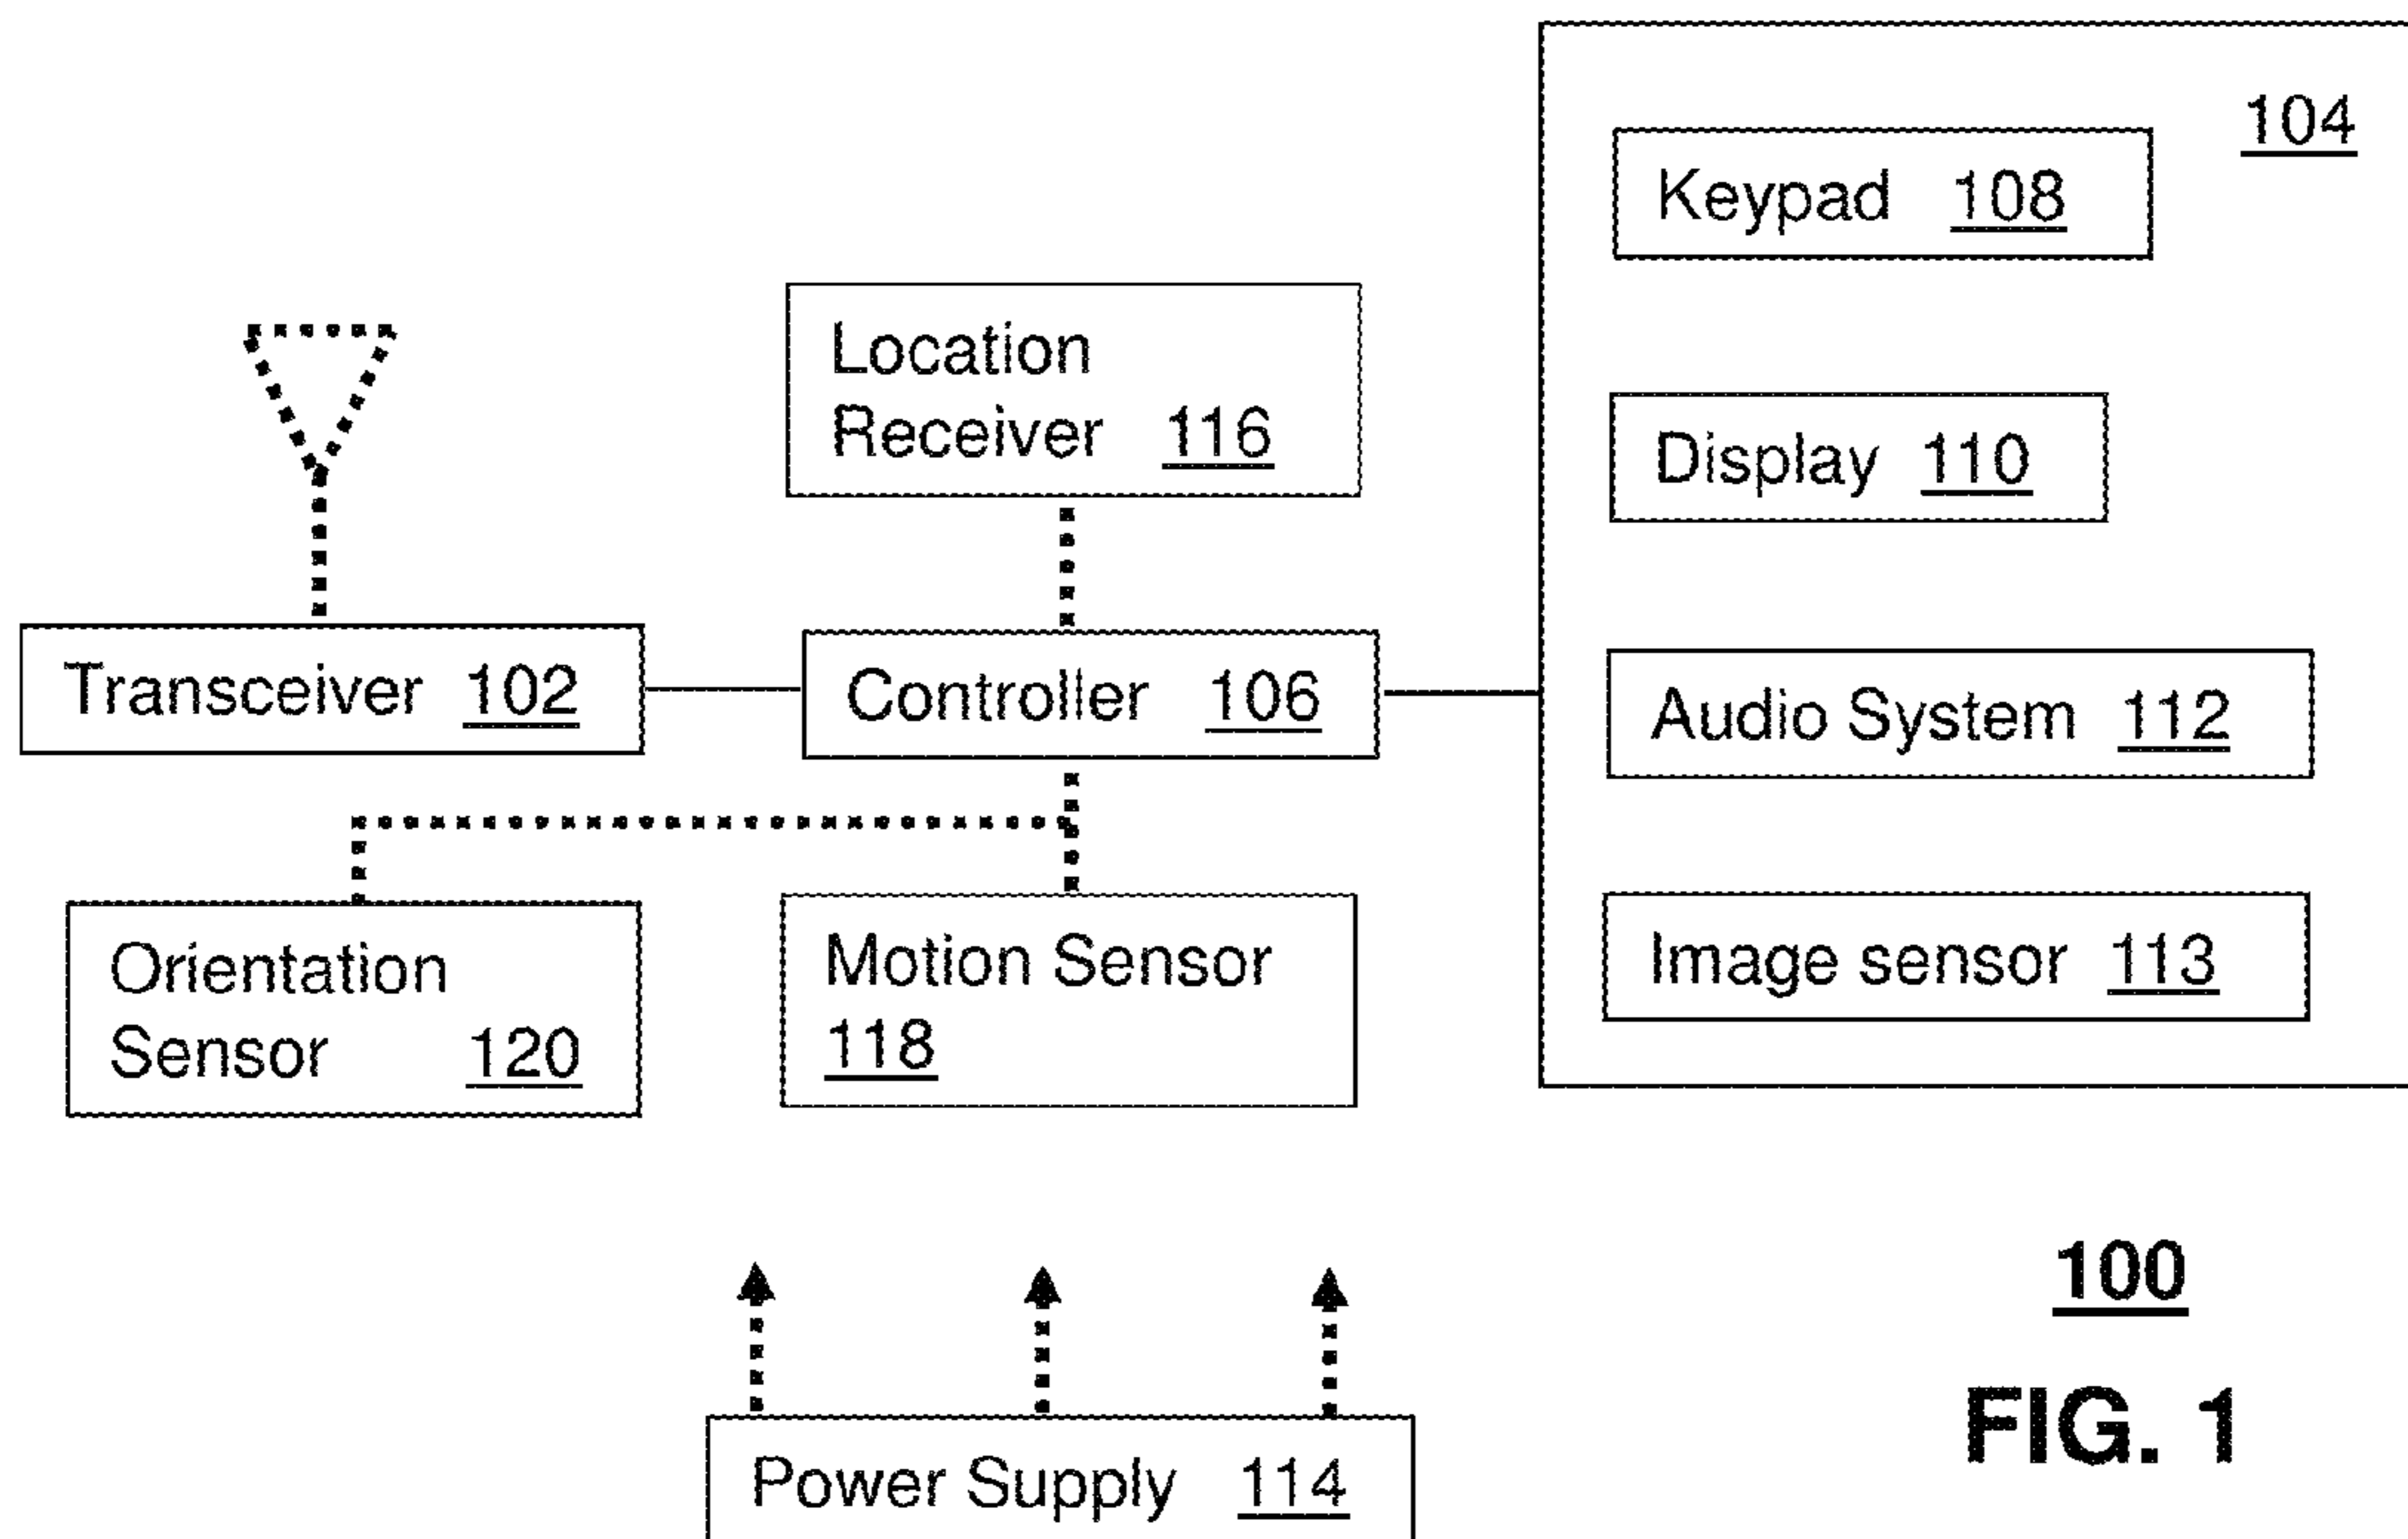 104
Keypad 108
Location
Receiver 116
Display 110
Transceiver 102
Controller 106
Audio System 112
Orientation
Sensor 120
Motion Sensor
118
Image sensor 113
Power Supply 114
100
FIG. 1